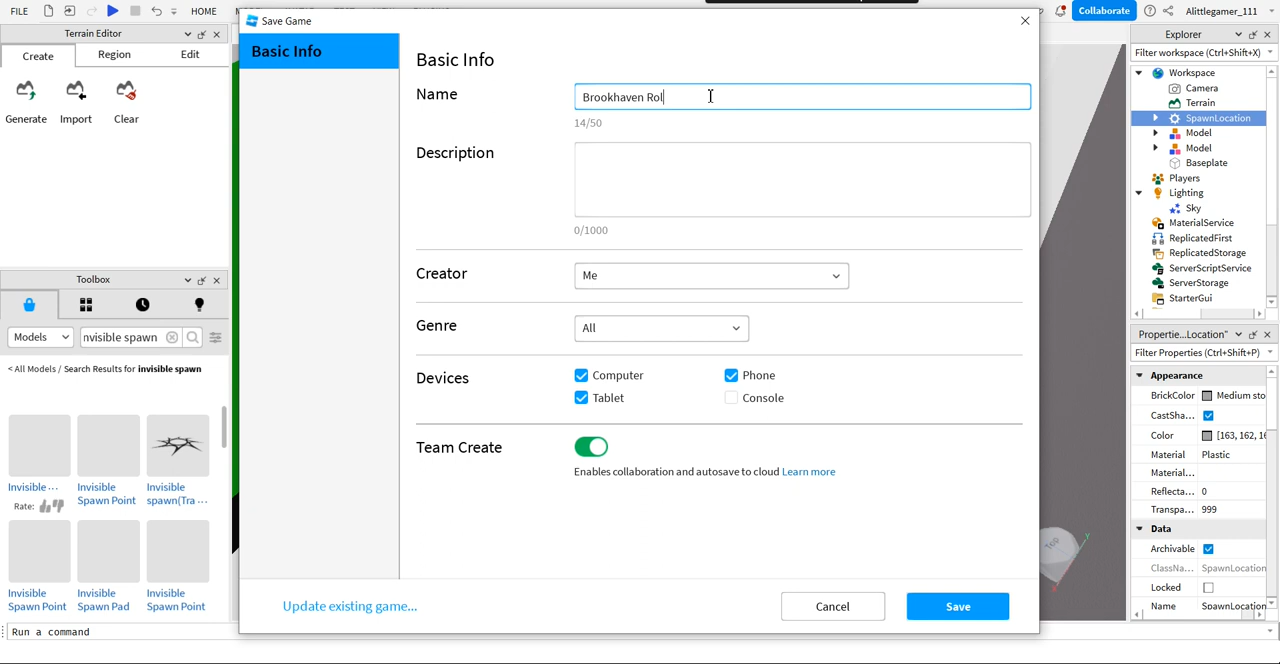 FILE
HOME
Collaborate
Alittlegamer_111
Save Game
Terrain Editor
Create
Region
Edit
Generate
Import
Clear
Toolbox
Models
nvisible spawn
< All Models / Search Results for invisible spawn
Invisible ...
Rate:
Invisible
Spawn Point
Invisible
spawn(Tra ...
Invisible
Spawn Point
Invisible
Spawn Pad
Invisible
Spawn Point
Run a command
Basic Info
Basic Info
Name
Brookhaven Rol
14/50
Description
0/1000
Creator
Me
Genre
All
Devices
Computer
Phone
Tablet
Console
Team Create
Enables collaboration and autosave to cloud Learn more
Update existing game...
Cancel
Save
Top
Y
X
Explorer
Filter workspace (Ctrl+Shift+X)
Workspace
Camera
Terrain
SpawnLocation
Model
Model
Baseplate
Players
Lighting
Sky
MaterialService
ReplicatedFirst
ReplicatedStorage
ServerScriptService
ServerStorage
StarterGui
Propertie...Location"
Filter Properties (Ctrl+Shift+P)
Appearance
BrickColor Medium sto
CastSha...
Color [163, 162, 16
Material Plastic
Material...
Reflecta... 0
Transpa... 999
Data
Archivable
ClassNa... SpawnLocation
Locked
Name SpawnLocation